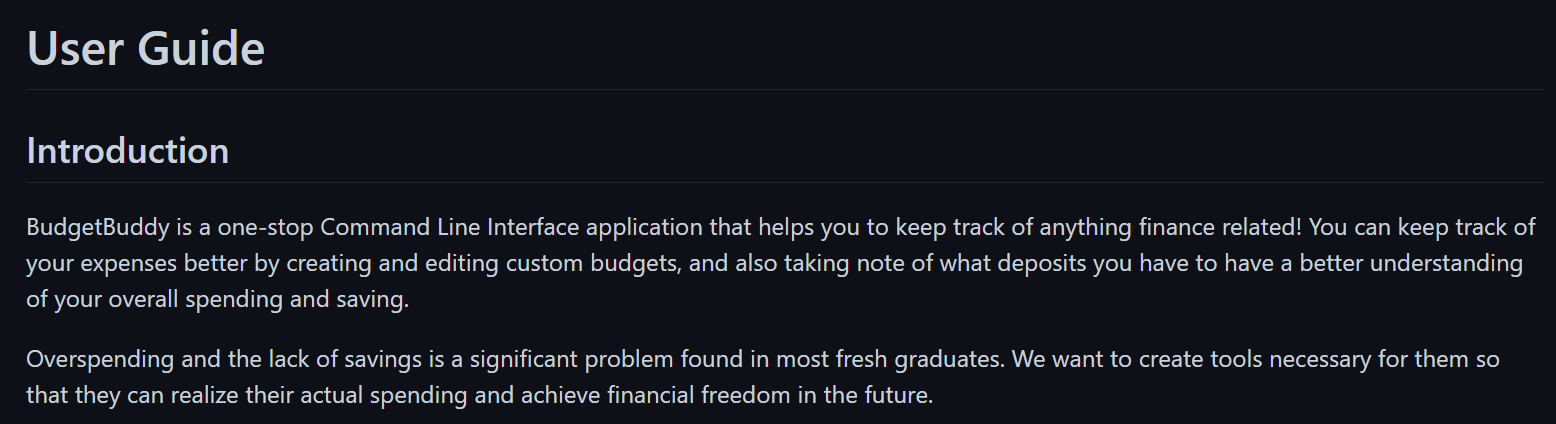 User Guide
Introduction
BudgetBuddy is a one-stop Command Line Interface application that helps you to keep track of anything finance related! You can keep track of
your expenses better by creating and editing custom budgets, and also taking note of what deposits you have to have a better understanding
of your overall spending and saving.
Overspending and the lack of savings is a significant problem found in most fresh graduates. We want to create tools necessary for them so
that they can realize their actual spending and achieve financial freedom in the future.